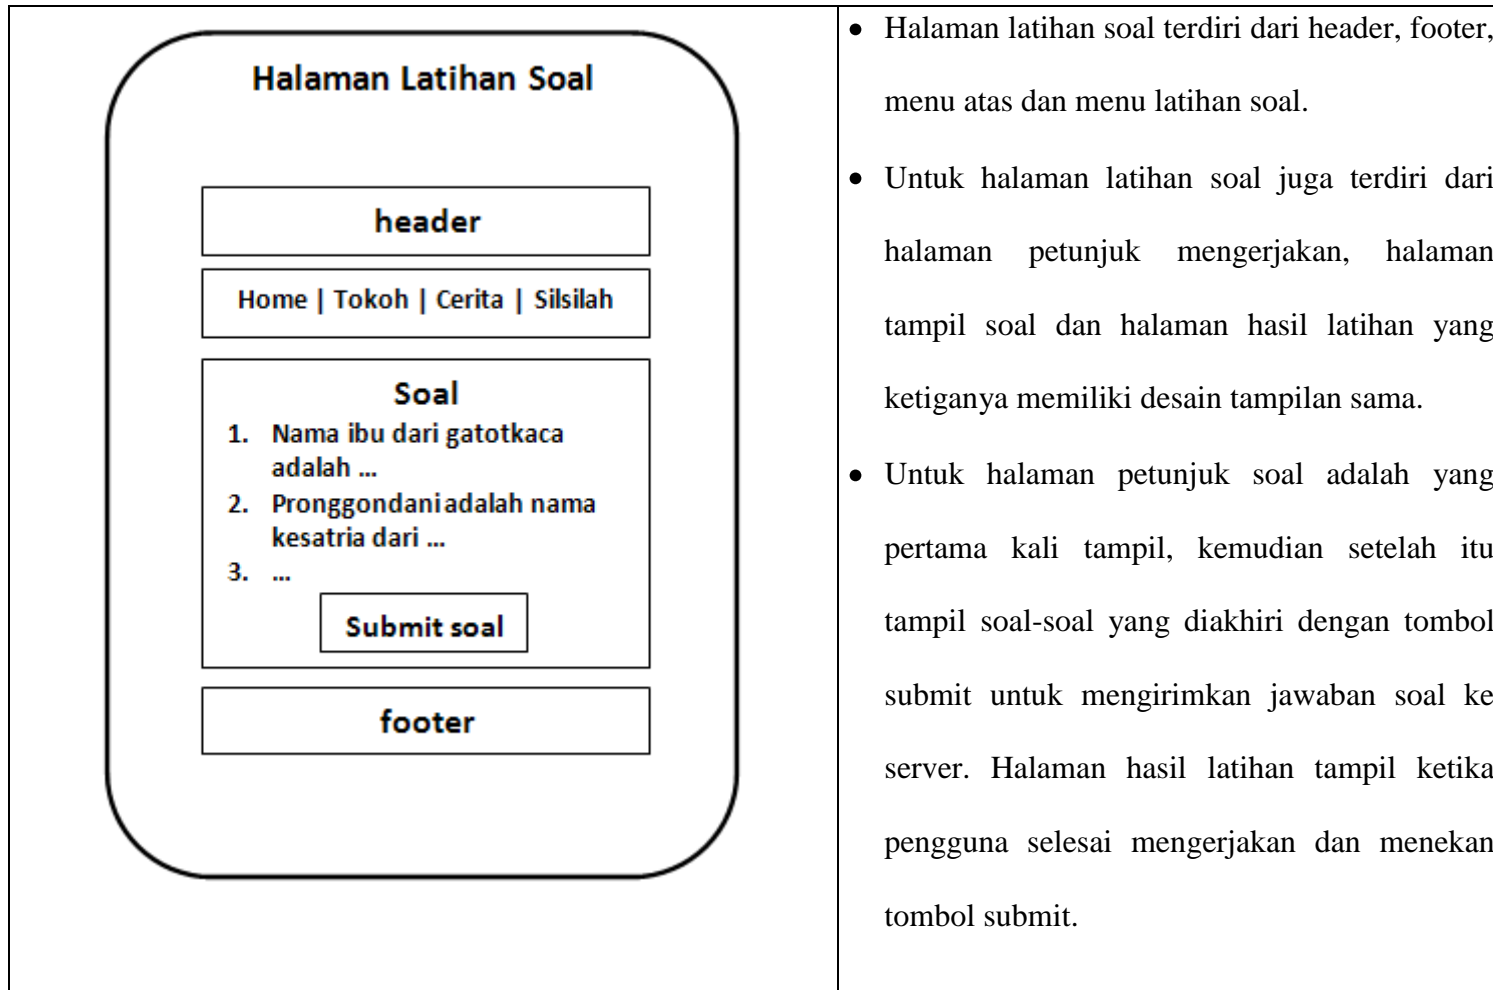 Halaman Latihan Soal
header
Home | Tokoh | Cerita | Silsilah
Soal
1. Nama ibu dari gatotkaca
adalah ...
2. Pronggondani adalah nama
kesatria dari ...
3. ...
Submit soal
footer
• Halaman latihan soal terdiri dari header, footer,
menu atas dan menu latihan soal.
• Untuk halaman latihan soal juga terdiri dari
halaman petunjuk mengerjakan, halaman
tampil soal dan halaman hasil latihan yang
ketiganya memiliki desain tampilan sama.
• Untuk halaman petunjuk soal adalah yang
pertama kali tampil, kemudian setelah itu
tampil soal-soal yang diakhiri dengan tombol
submit untuk mengirimkan jawaban soal ke
server. Halaman hasil latihan tampil ketika
pengguna selesai mengerjakan dan menekan
tombol submit.